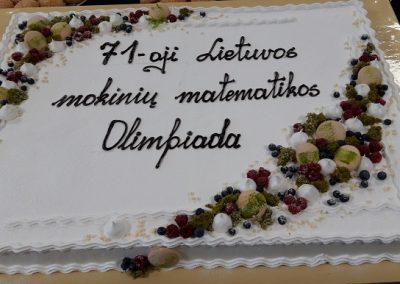 71-oji Lietuvos
mokinių matematikos
Olimpiada